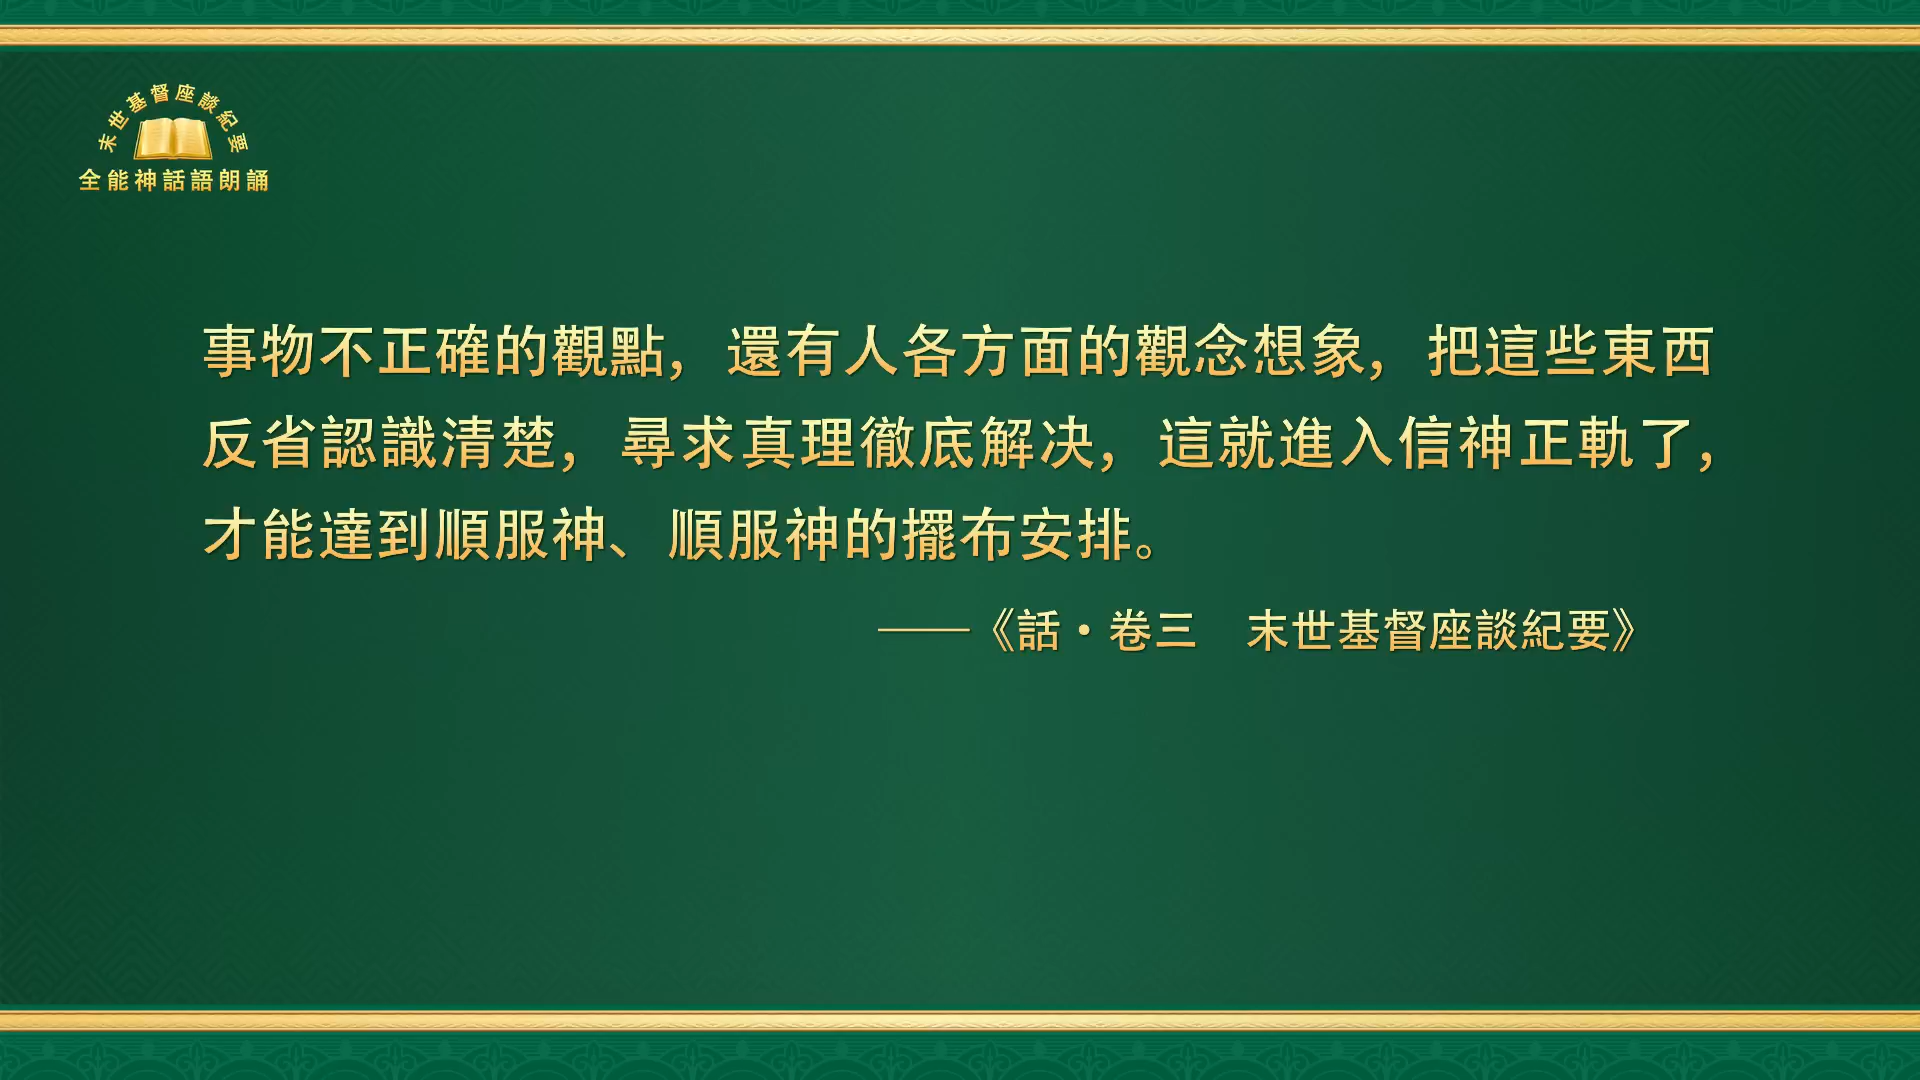 末世基督座談紀要
全能神話語朗誦
事物不正確的觀點，還有人各方面的觀念想象，把這些東西
反省認識清楚，尋求真理徹底解决，這就進入信神正軌了，
才能達到順服神、順服神的擺布安排。
——《話・卷三　末世基督座談紀要》